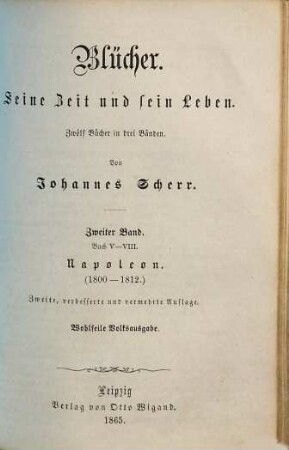 Blücher.
Seine Zeit und sein Leben.
Zwölf Bücher in drei Bänden.
Von
Johannes Scherr.
Zweiter Band.
Buch V—VIII.
Napoleon.
(1800—1812.)
Zweite, verbesserte und vermehrte Auflage.
Wohlfeile Volksausgabe.
Leipzig
Verlag von Otto Wigand.
1865.